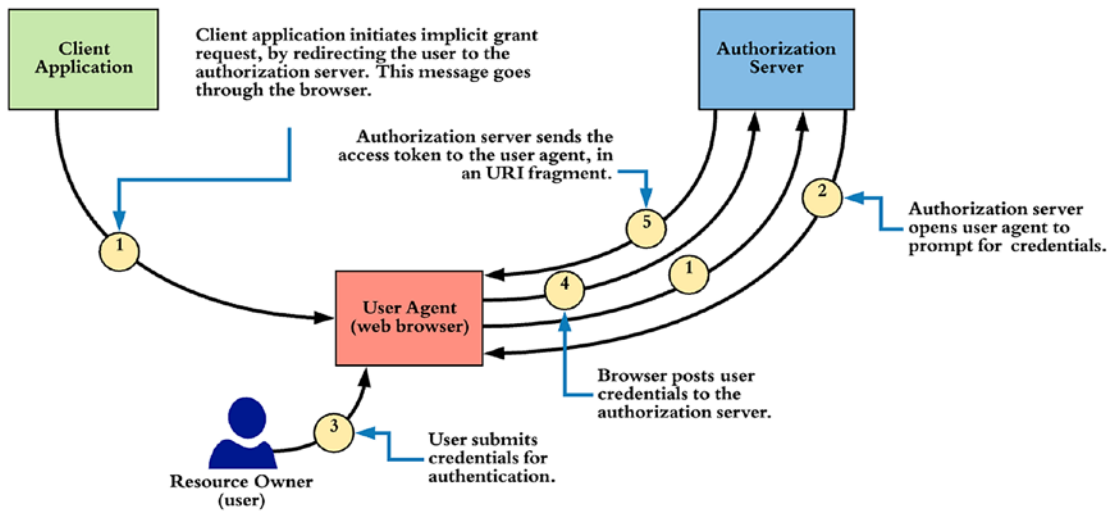 Client
Application
Client application initiates implicit grant
request, by redirecting the user to the
authorization server. This message goes
through the browser.
Authorization
Server
Authorization server sends the
access token to the user agent, in
an URI fragment.
2
5
Authorization server
opens user agent to
prompt for credentials.
1
1
4
User Agent
(web browser)
Browser posts user
credentials to the
authorization server.
3
User submits
credentials for
authentication.
Resource Owner
(user)